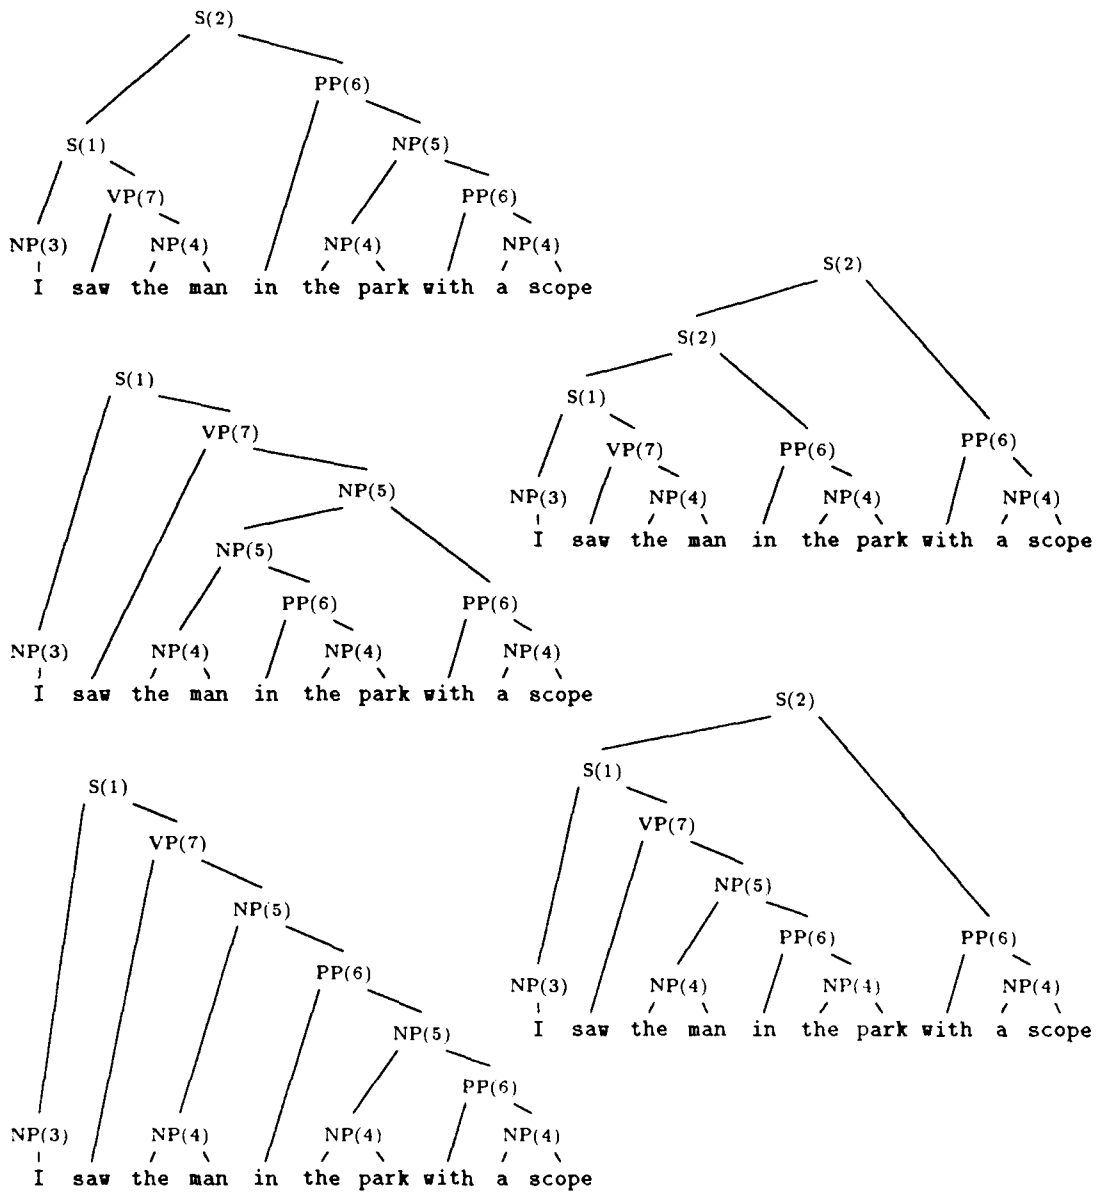 S(2)
PP(6)
S(1) NP(5)
VP(7) PP(6)
NP(3) NP(4) NP(4) NP(4)
I saw the man in the park with a scope
S(2)
S(2)
S(1)
VP(7) PP(6) PP(6)
NP(3) NP(4) NP(4) NP(4)
I saw the man in the park with a scope
S(1)
VP(7)
NP(5)
NP(5)
PP(6) PP(6)
NP(3) NP(4) NP(4) NP(4)
I saw the man in the park with a scope
S(2)
S(1)
VP(7)
NP(5)
PP(6) PP(6)
NP(3) NP(4) NP(4) NP(4)
I saw the man in the park with a scope
S(1)
VP(7)
NP(5)
PP(6)
NP(5)
PP(6)
NP(3) NP(4) NP(4) NP(4)
I saw the man in the park with a scope